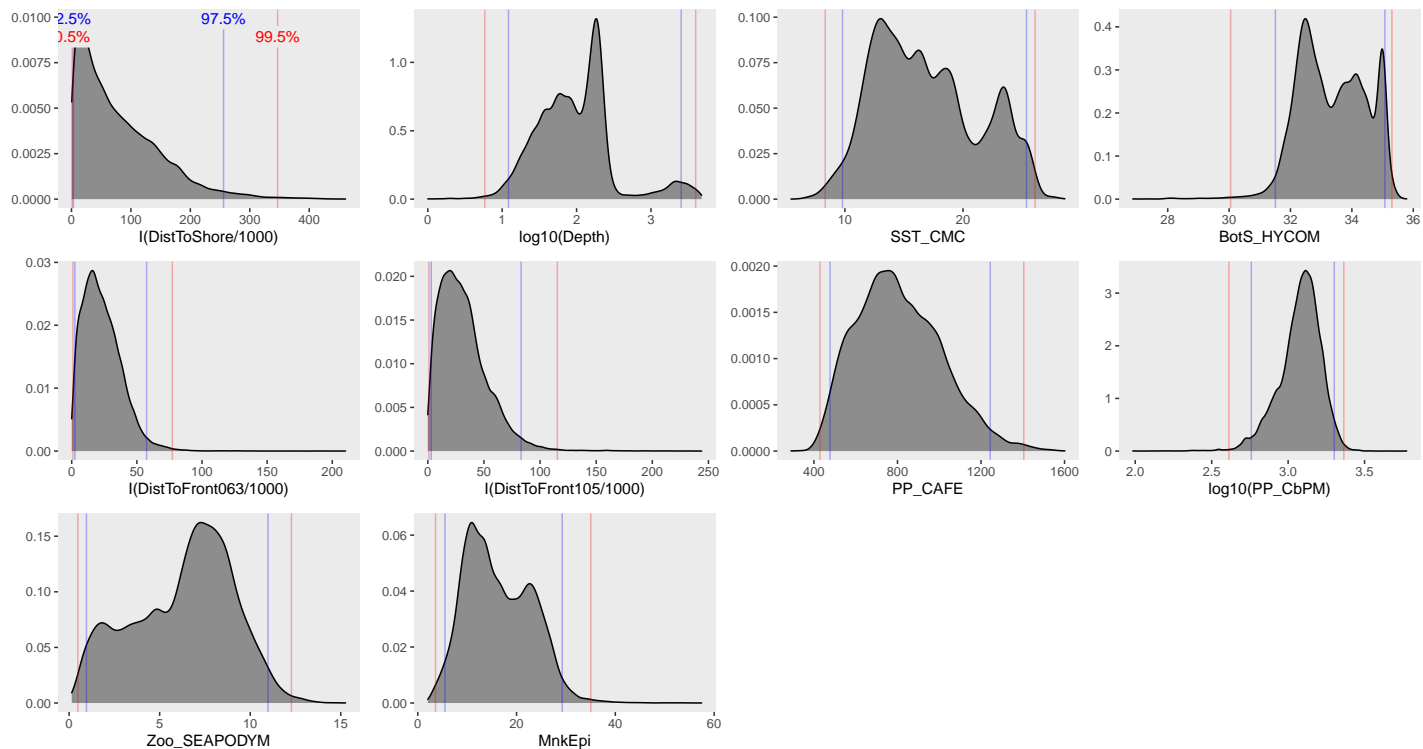 0.0100
2.5%
97.5%
0.5%
99.5%
0.0075
0.0050
0.0025
0.0000
0 100 200 300 400
I(DistToShore/1000)
1.0
0.5
0.0
0 1 2 3
log10(Depth)
0.100
0.075
0.050
0.025
0.000
10 20
SST_CMC
0.4
0.3
0.2
0.1
0.0
28 30 32 34 36
BotS_HYCOM
0.03
0.02
0.01
0.00
0 50 100 150 200
I(DistToFront063/1000)
0.020
0.015
0.010
0.005
0.000
0 50 100 150 200 250
I(DistToFront105/1000)
0.0020
0.0015
0.0010
0.0005
0.0000
400 800 1200 1600
PP_CAFE
3
2
1
0
2.0 2.5 3.0 3.5
log10(PP_CbPM)
0.15
0.10
0.05
0.00
0 5 10 15
Zoo_SEAPODYM
0.06
0.04
0.02
0.00
0 20 40 60
MnkEpi